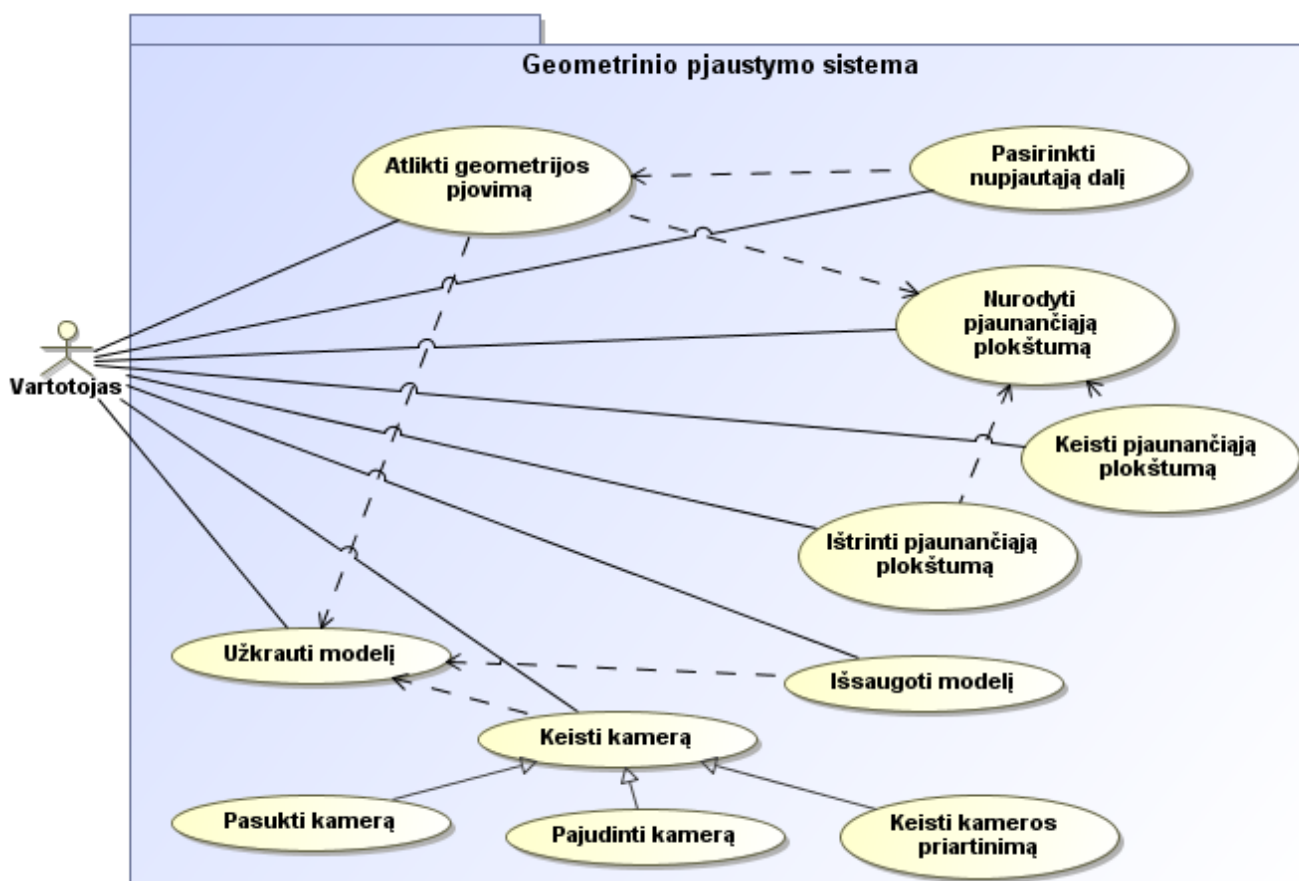 Geometrinio pjaustymo sistema
Atlikti geometrijos
pjovimą
Pasirinkti
nupjautąją dalį
Nurodyti
pjaunančiąją
plokštumą
Vartotojas
Keisti pjaunančiąją
plokštumą
Ištrinti pjaunančiąją
plokštumą
Užkrauti modelį
Išsaugoti modelį
Keisti kamerą
Pasukti kamerą
Pajudinti kamerą
Keisti kameros
priartinimą